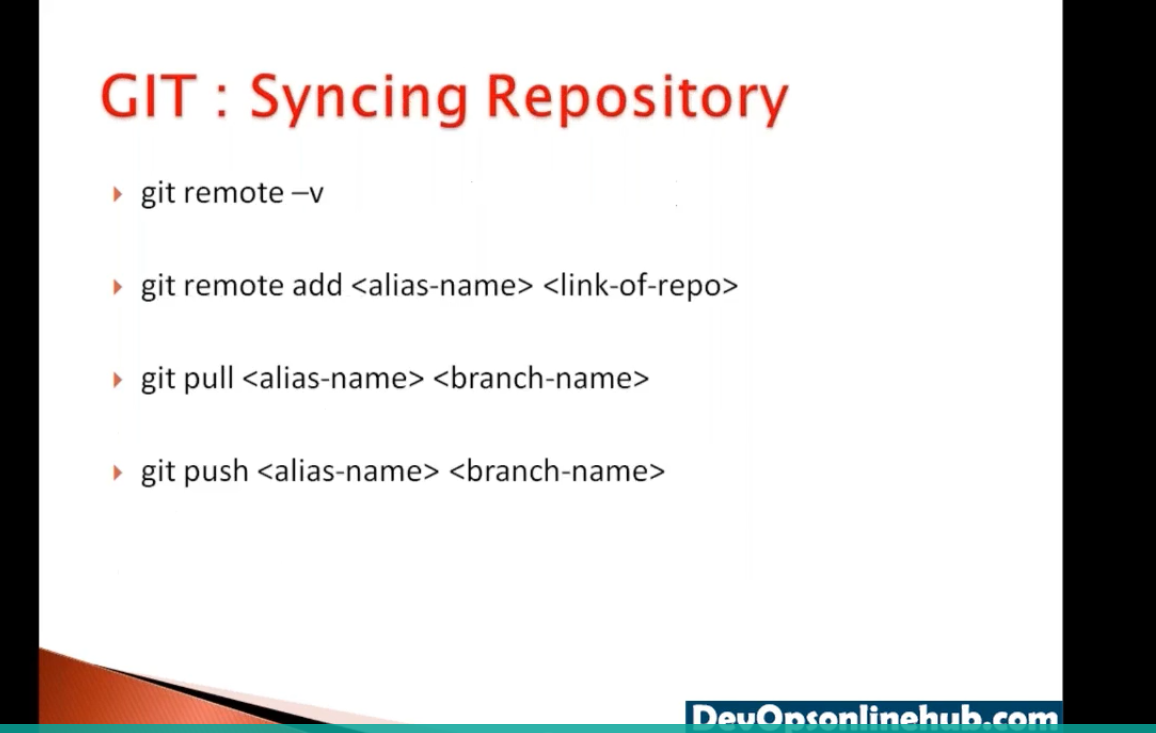 GIT : Syncing Repository
git remote –v
git remote add <alias-name> <link-of-repo>
git pull <alias-name> <branch-name>
git push <alias-name> <branch-name>
DevOpsonlinehub.com